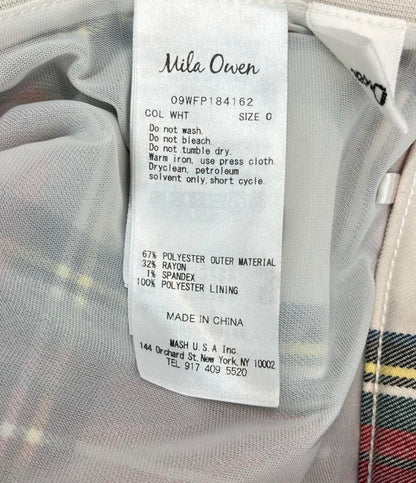 Mila Owen
09WFP184162
COL WHT SIZE 0
Do not wash.
Do not bleach.
Do not tumble dry.
Warm iron, use press cloth.
Dryclean, petroleum
solvent only, short cycle.
67% POLYESTER OUTER MATERIAL
32% RAYON
1% SPANDEX
100% POLYESTER LINING
MADE IN CHINA
MASH U.S.A Inc.
144 Orchard St, New York, NY 10002
TEL 917 409 5520